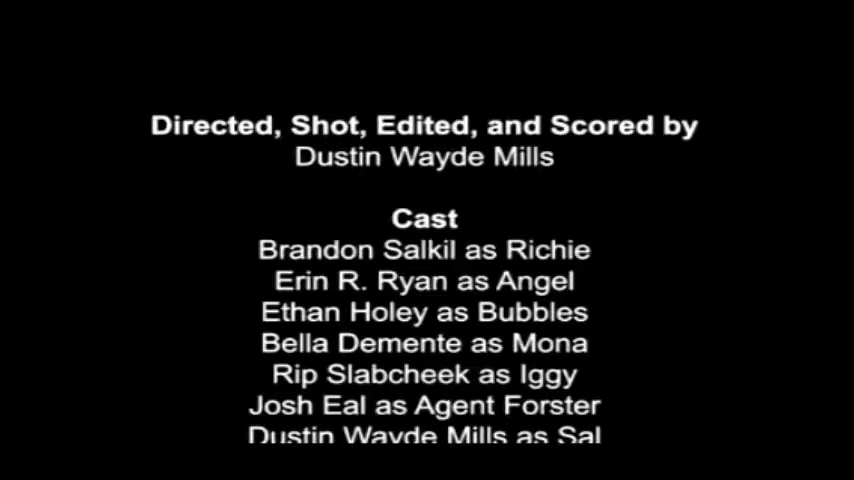 Directed, Shot, Edited, and Scored by
Dustin Wayde Mills
Cast
Brandon Salkil as Richie
Erin R. Ryan as Angel
Ethan Holey as Bubbles
Bella Demente as Mona
Rip Slabcheek as Iggy
Josh Eal as Agent Forster
Dustin Wayde Mills as Sal